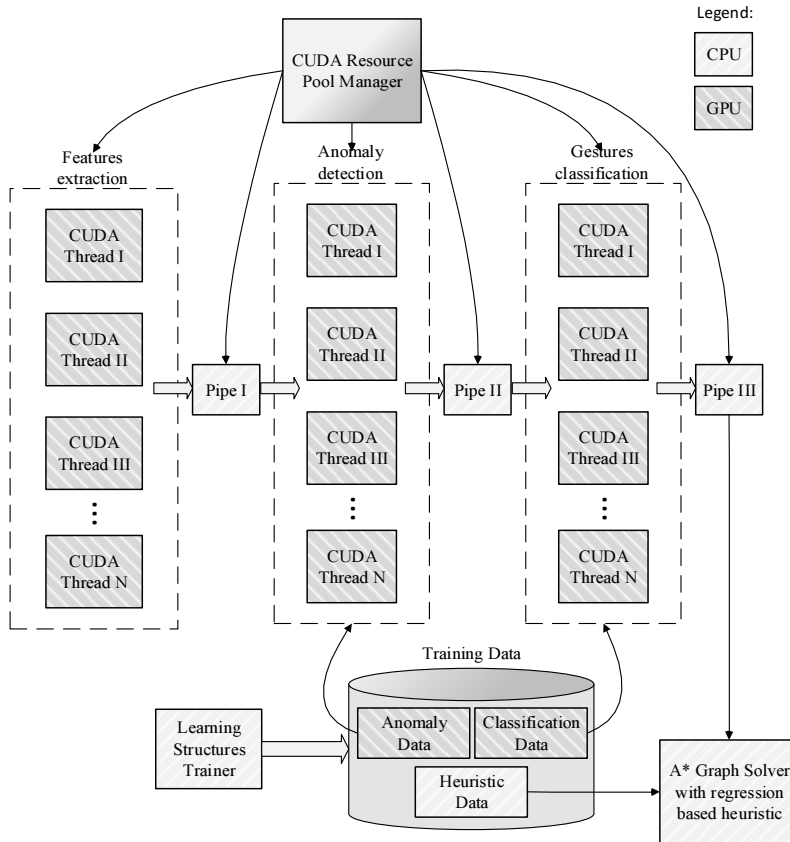 Legend:
CPU
GPU
CUDA Resource
Pool Manager
Features
extraction
CUDA
Thread I
CUDA
Thread II
CUDA
Thread III
CUDA
Thread N
Pipe I
Anomaly
detection
CUDA
Thread I
CUDA
Thread II
CUDA
Thread III
CUDA
Thread N
Pipe II
Gestures
classification
CUDA
Thread I
CUDA
Thread II
CUDA
Thread III
CUDA
Thread N
Pipe III
Training Data
Learning
Structures
Trainer
Anomaly
Data
Classification
Data
Heuristic
Data
A* Graph Solver
with regression
based heuristic